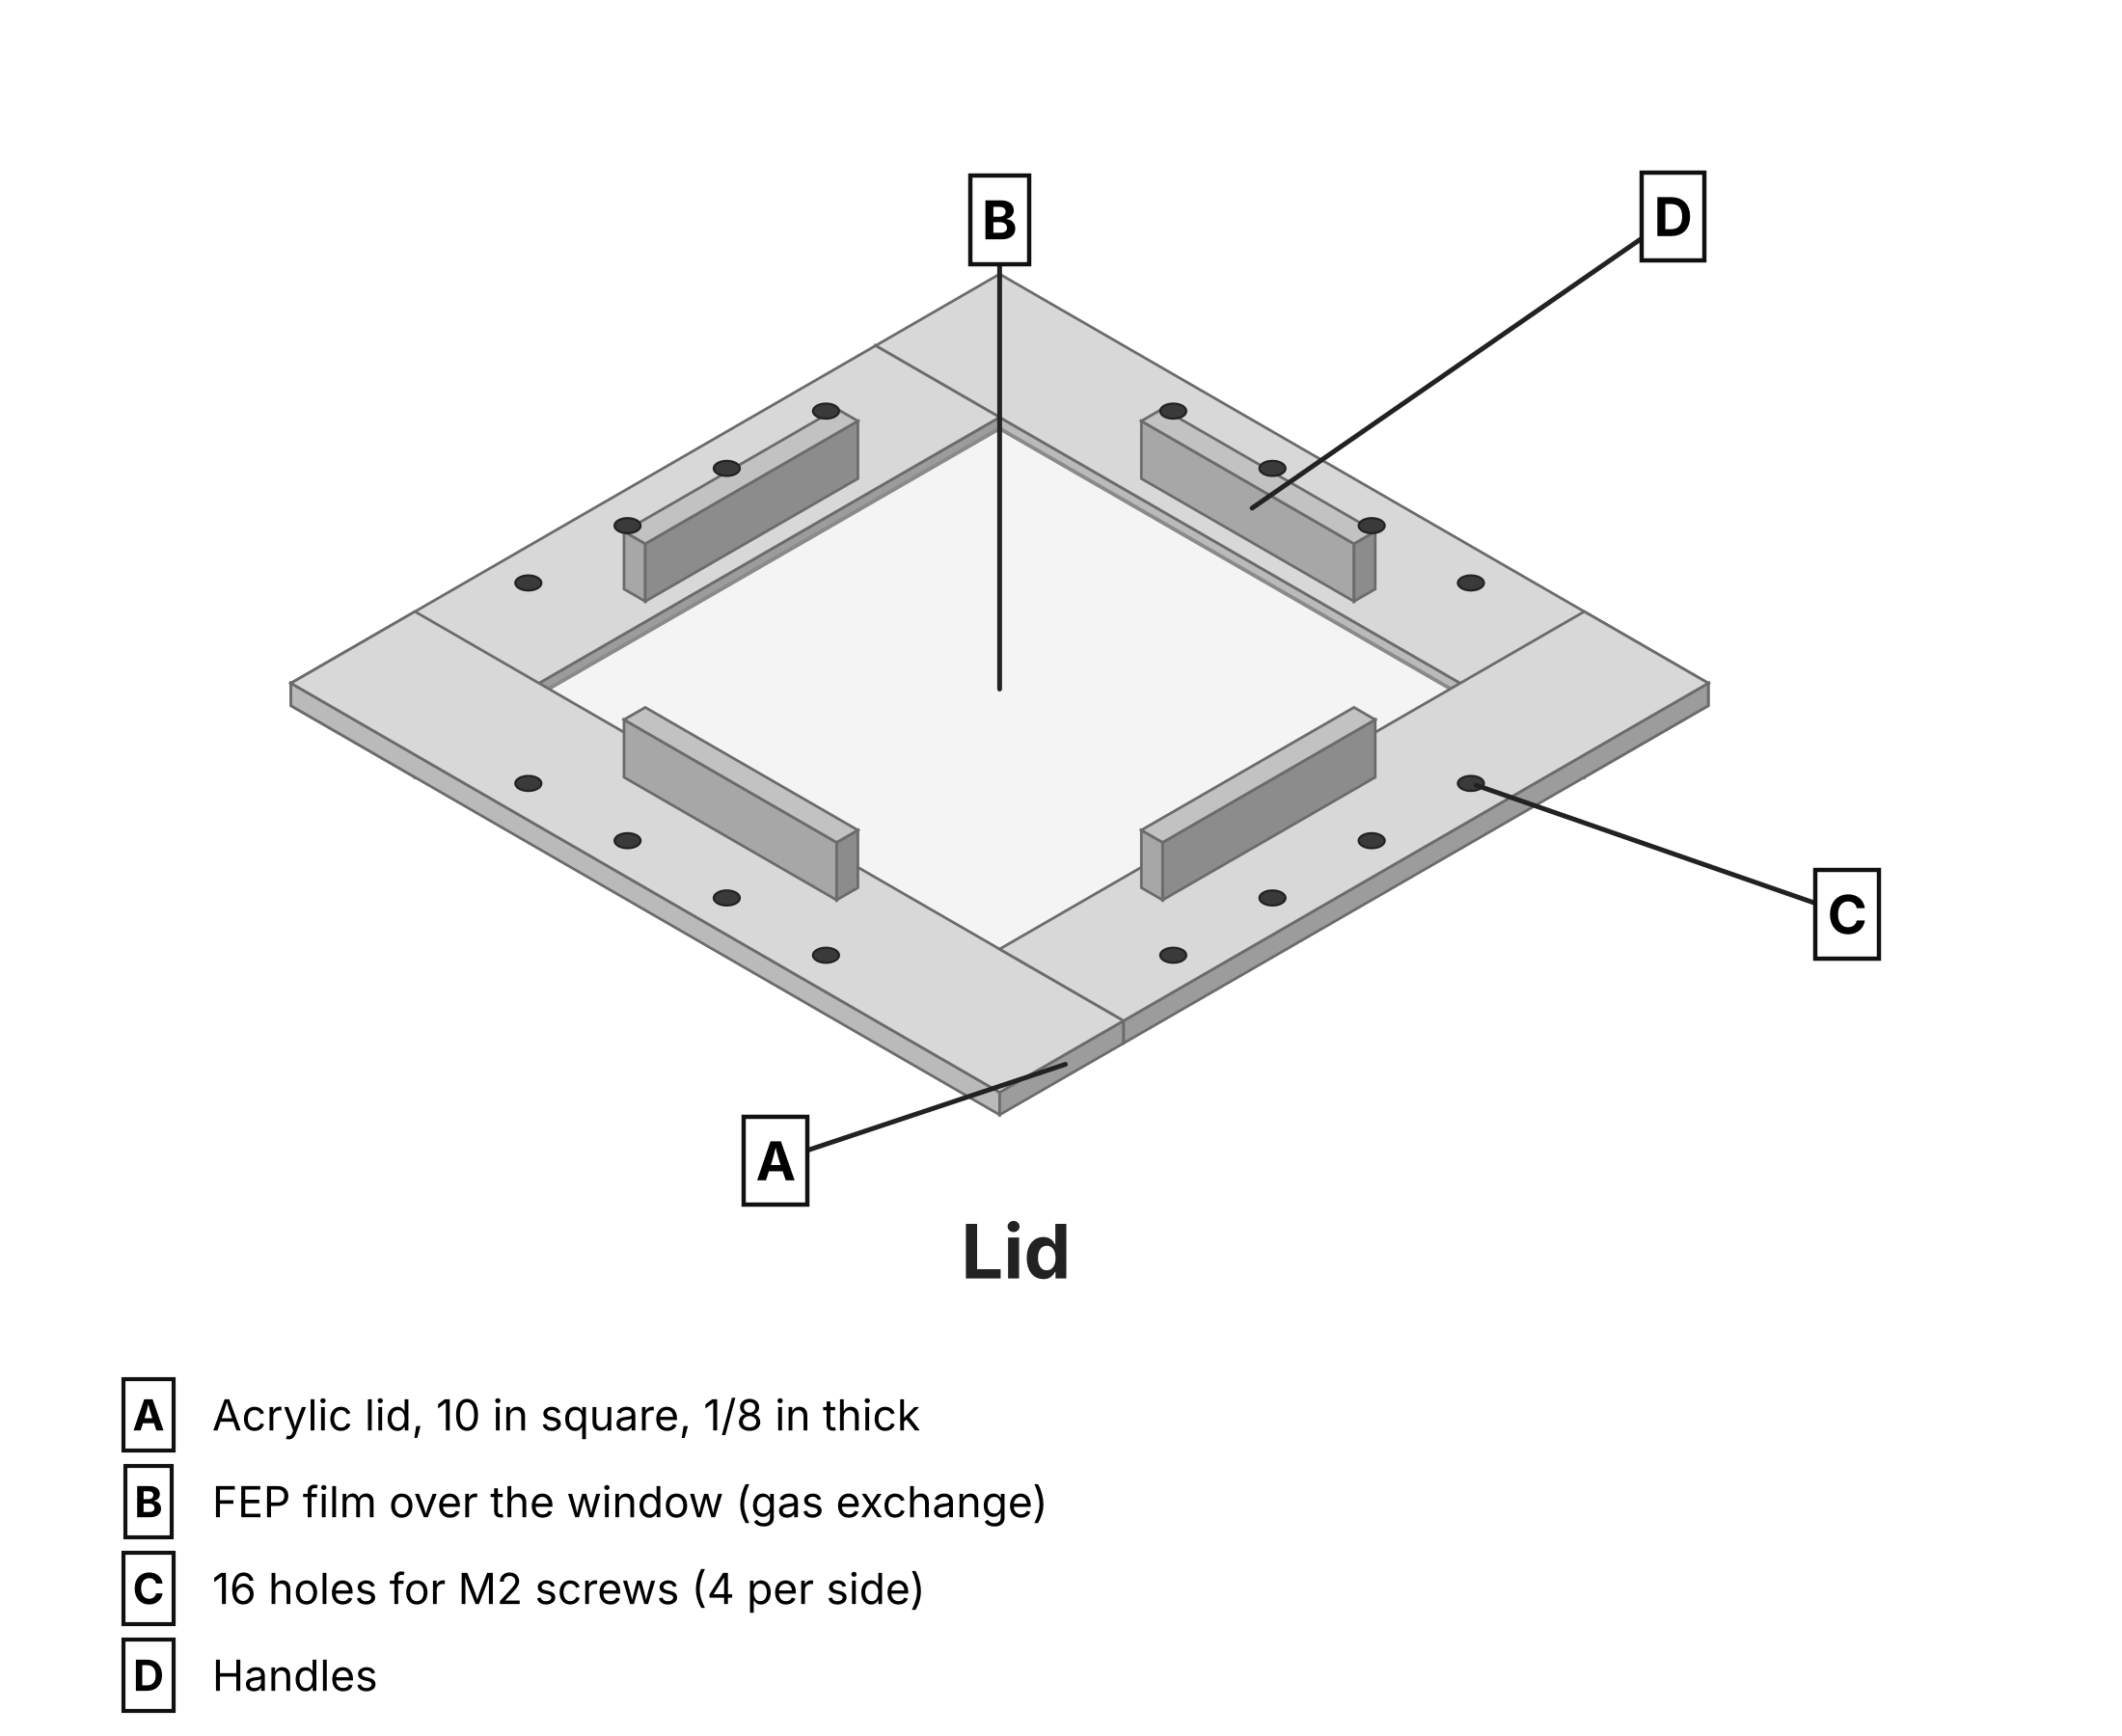 B
D
C
A
Lid
A Acrylic lid, 10 in square, 1/8 in thick
B FEP film over the window (gas exchange)
C 16 holes for M2 screws (4 per side)
D Handles